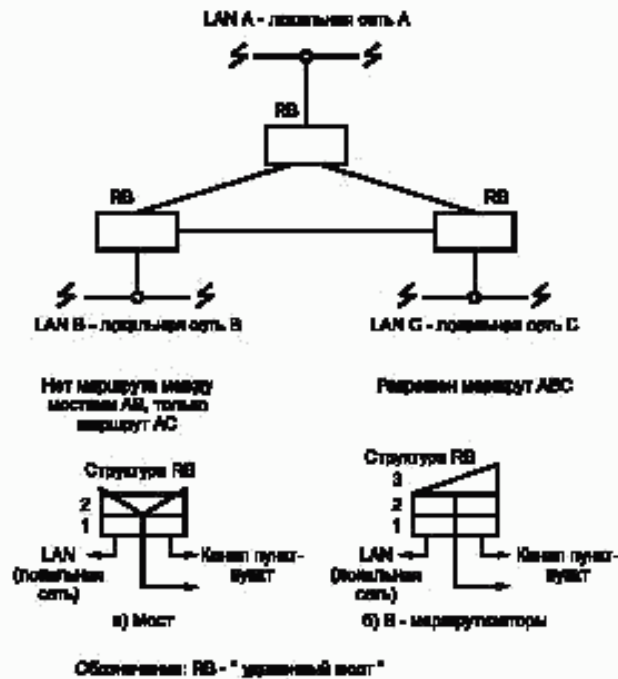 LAN A - локальная сеть A
RB
RB
RB
LAN B - локальная сеть B
LAN C - локальная сеть C
Нет маршрута между
мостами AB, только
маршрут AC
Разрешен маршрут ABC
Структура RB
2
1
LAN
(локальная
сеть)
Канал пункт-
пункт
а) Мост
Структура RB
3
2
1
LAN
(локальная
сеть)
Канал пункт-
пункт
б) В - маршрутизаторы
Обозначения: RB - " удаленный мост "